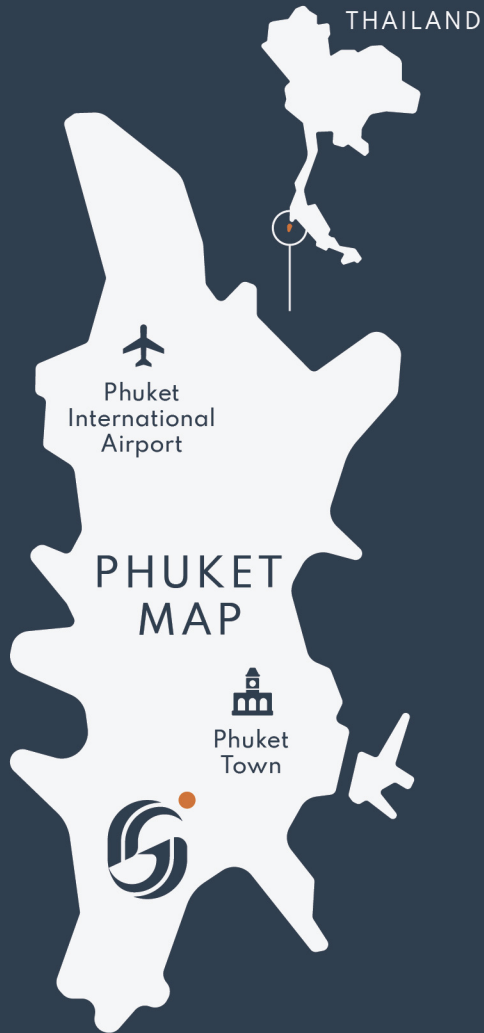 THAILAND
Phuket
International
Airport
PHUKET
MAP
Phuket
Town